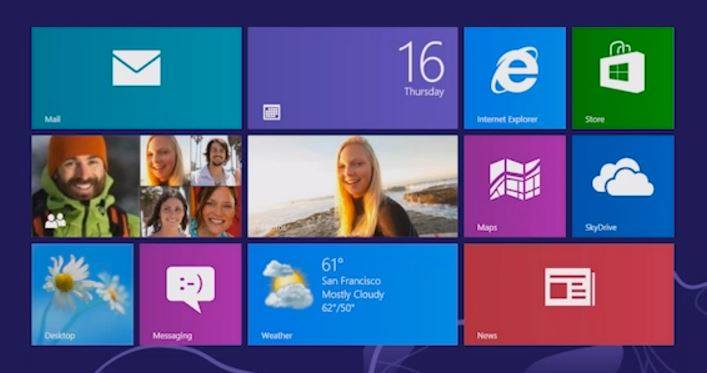 Mail
16
Thursday
Internet Explorer
Store
Maps
SkyDrive
Desktop
:-)
Messaging
61°
San Francisco
Mostly Cloudy
62°/50°
Weather
News